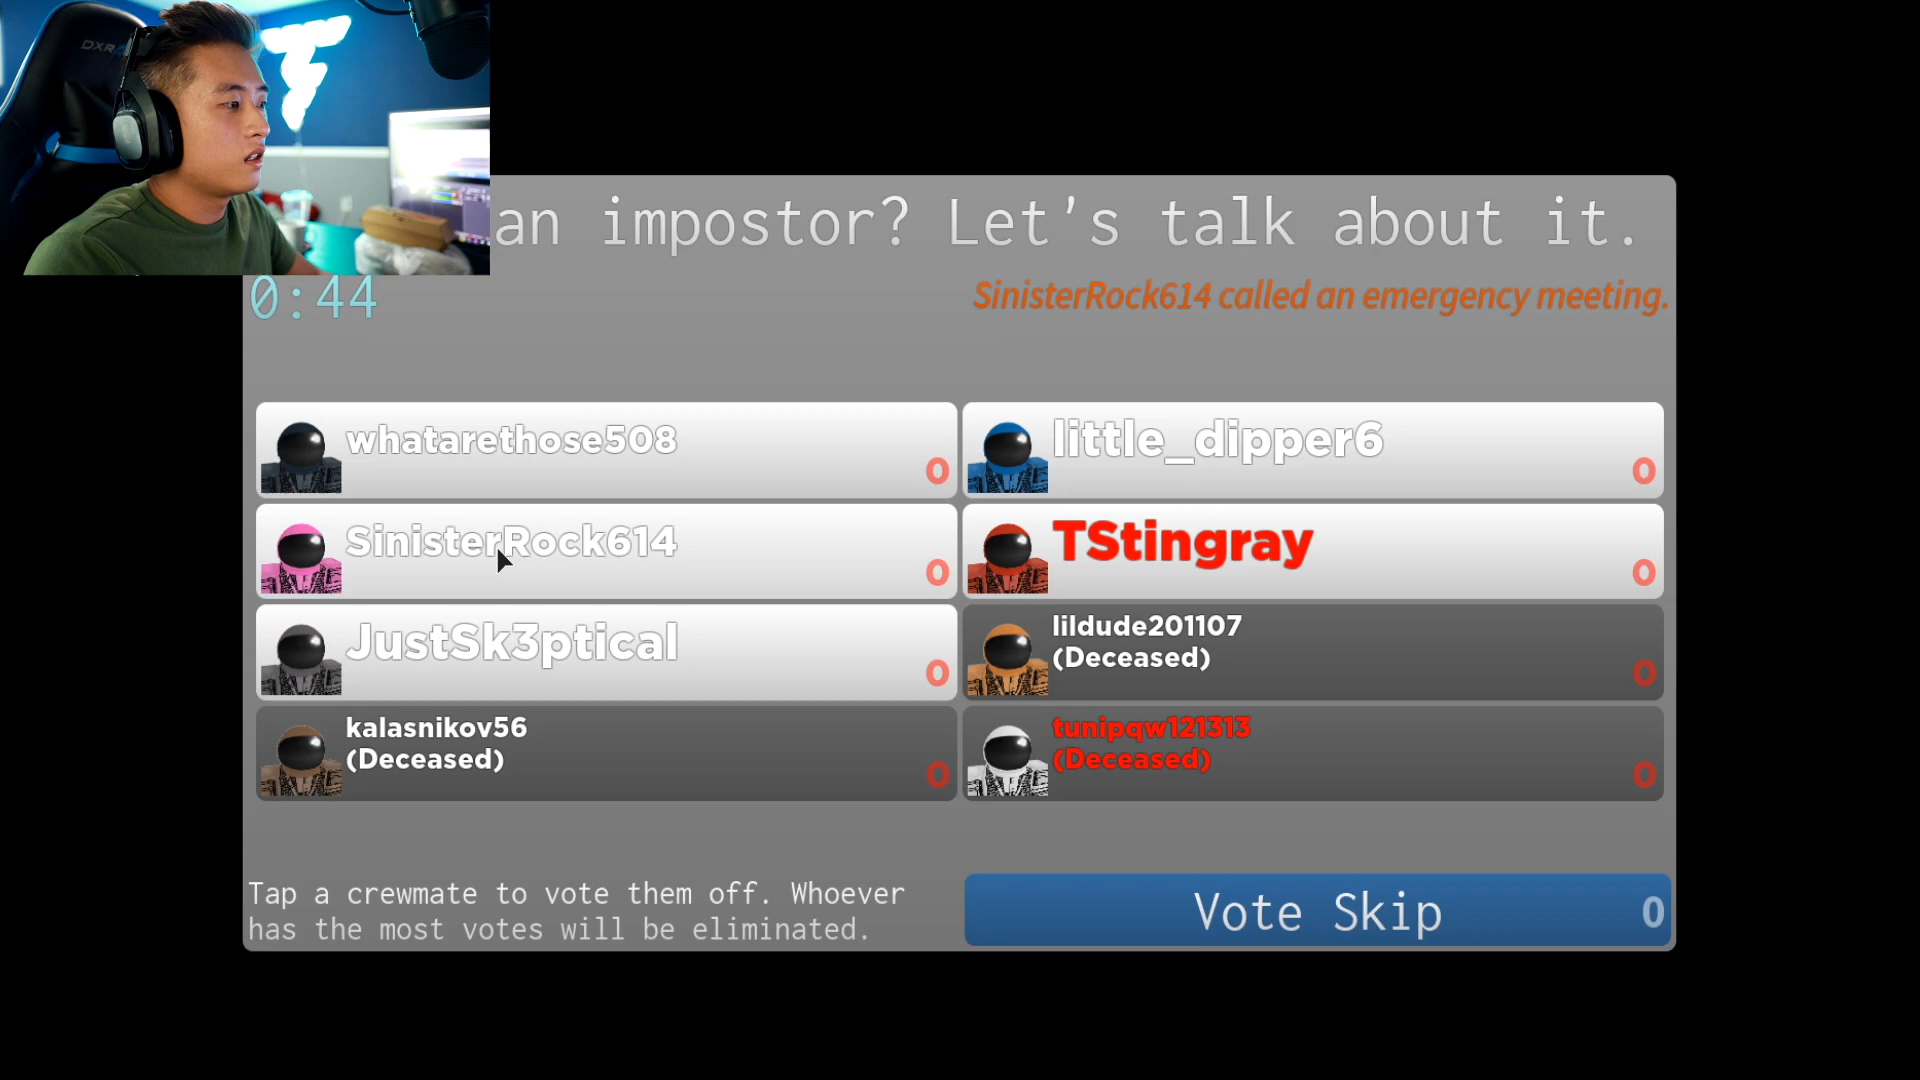 DXR
an impostor? Let's talk about it.
0:44
SinisterRock614 called an emergency meeting.
whatarethose508
0
little_dipper6
0
SinisterRock614
0
TStingray
0
JustSk3ptical
0
lildude201107
(Deceased)
0
kalasnikov56
(Deceased)
0
tunipqw121313
(Deceased)
0
Tap a crewmate to vote them off. Whoever
has the most votes will be eliminated.
Vote Skip
0